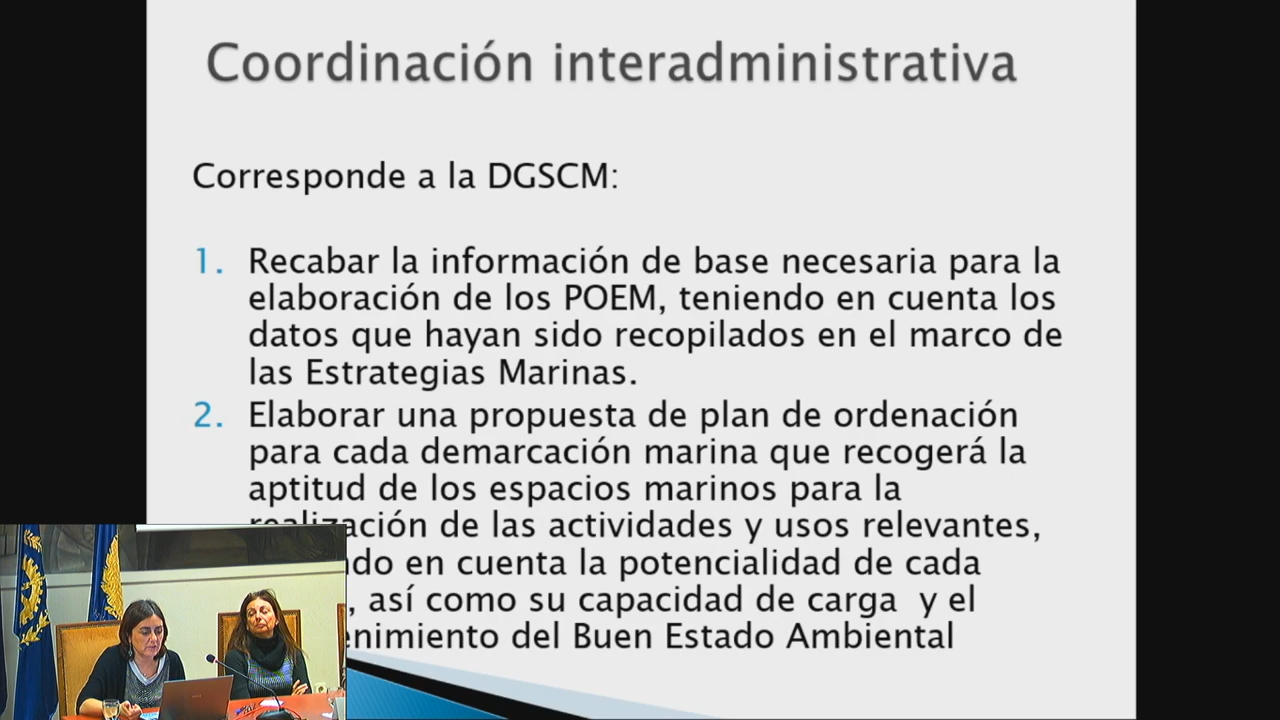 Coordinación interadministrativa
Corresponde a la DGSCM:
1. Recabar la información de base necesaria para la
elaboración de los POEM, teniendo en cuenta los
datos que hayan sido recopilados en el marco de
las Estrategias Marinas.
2. Elaborar una propuesta de plan de ordenación
para cada demarcación marina que recogerá la
aptitud de los espacios marinos para la
realización de las actividades y usos relevantes,
en cuenta la potencialidad de cada
, así como su capacidad de carga y el
del Buen Estado Ambiental